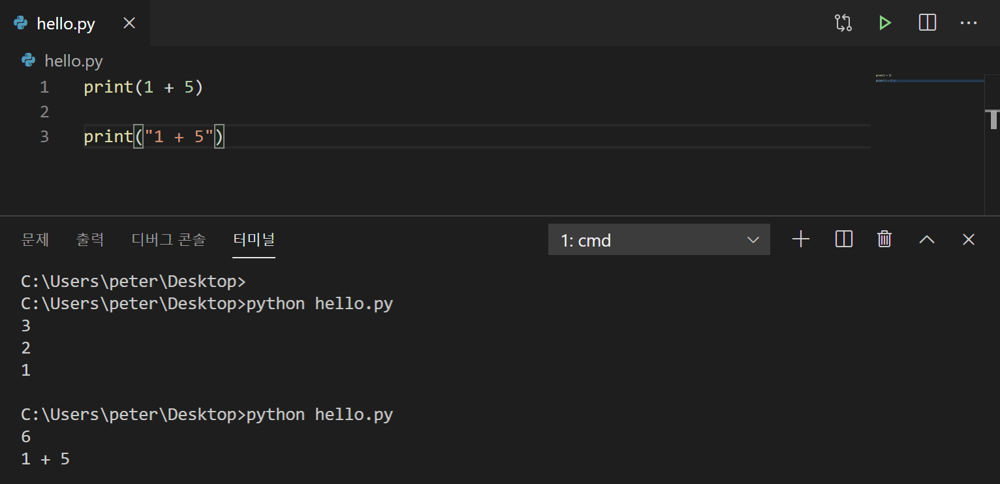 hello.py
hello.py
1 print(1 + 5)
2
3 print("1 + 5")
문제 출력 디버그 콘솔 터미널 1: cmd
C:\Users\peter\Desktop>
C:\Users\peter\Desktop>python hello.py
3
2
1
C:\Users\peter\Desktop>python hello.py
6
1 + 5